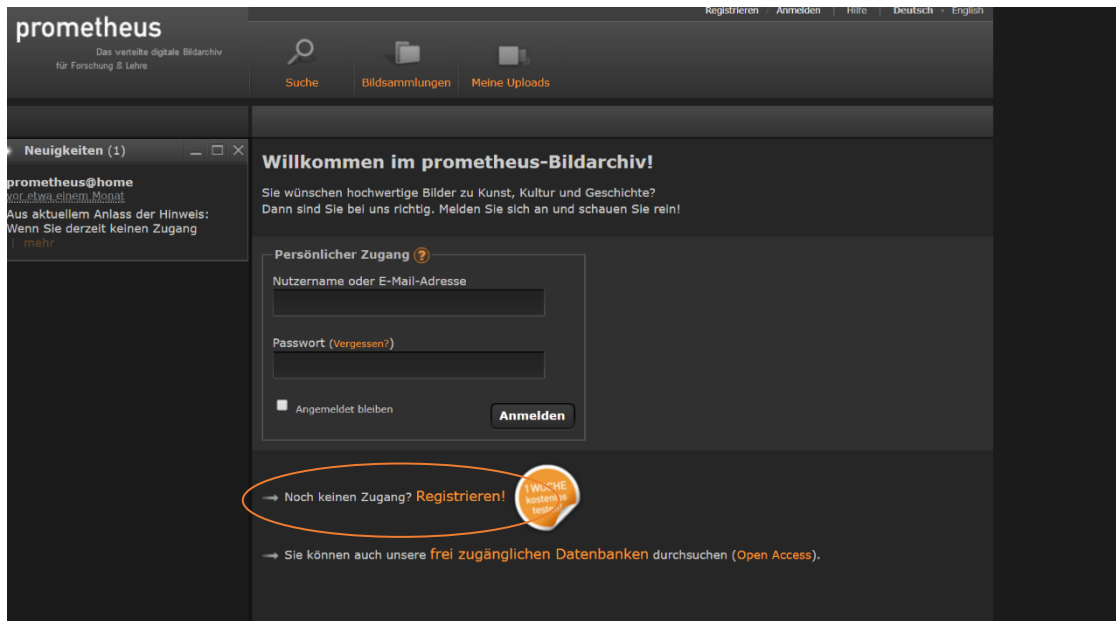 Registrieren / Anmelden | Hilfe | Deutsch - English
prometheus
Das verteilte digitale Bildarchiv
für Forschung & Lehre
Suche
Bildsammlungen
Meine Uploads
Neuigkeiten (1)
prometheus@home
vor etwa einem Monat
Aus aktuellem Anlass der Hinweis:
Wenn Sie derzeit keinen Zugang
| mehr
Willkommen im prometheus-Bildarchiv!
Sie wünschen hochwertige Bilder zu Kunst, Kultur und Geschichte?
Dann sind Sie bei uns richtig. Melden Sie sich an und schauen Sie rein!
Persönlicher Zugang ?
Nutzername oder E-Mail-Adresse
Passwort (Vergessen?)
Angemeldet bleiben
Anmelden
Noch keinen Zugang? Registrieren!
1 WOCHE
kostenlos
testen!
Sie können auch unsere frei zugänglichen Datenbanken durchsuchen (Open Access).